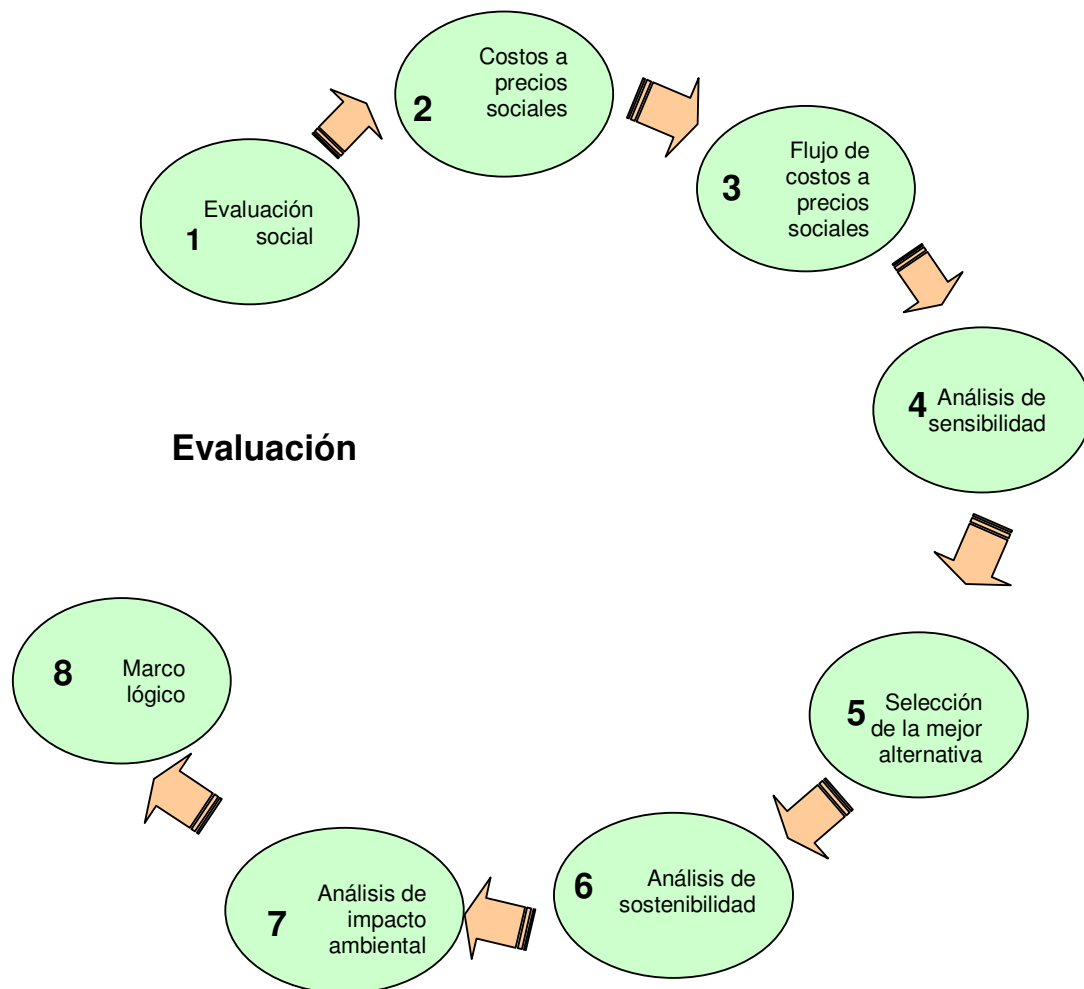 1
Evaluación
social
2
Costos a
precios
sociales
3
Flujo de
costos a
precios
sociales
4
Análisis de
sensibilidad
Evaluación
5
Selección
de la mejor
alternativa
6
Análisis de
sostenibilidad
7
Análisis de
impacto
ambiental
8
Marco
lógico